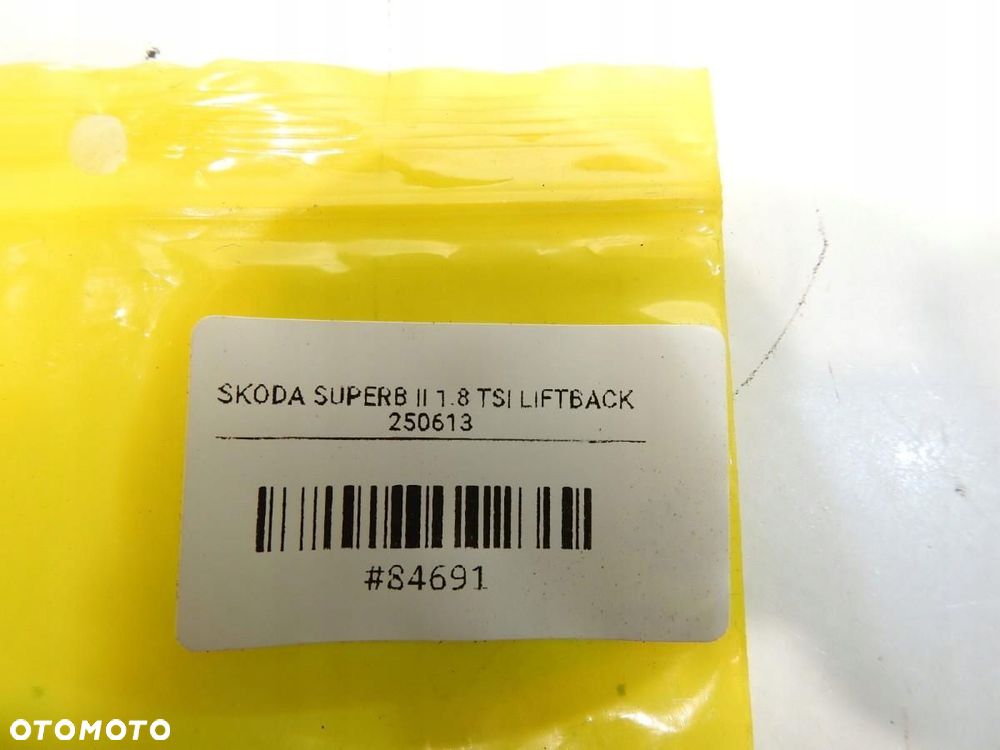 SKODA SUPERB II 1.8 TSI LIFTBACK
250613
#84691
OTOMOTO